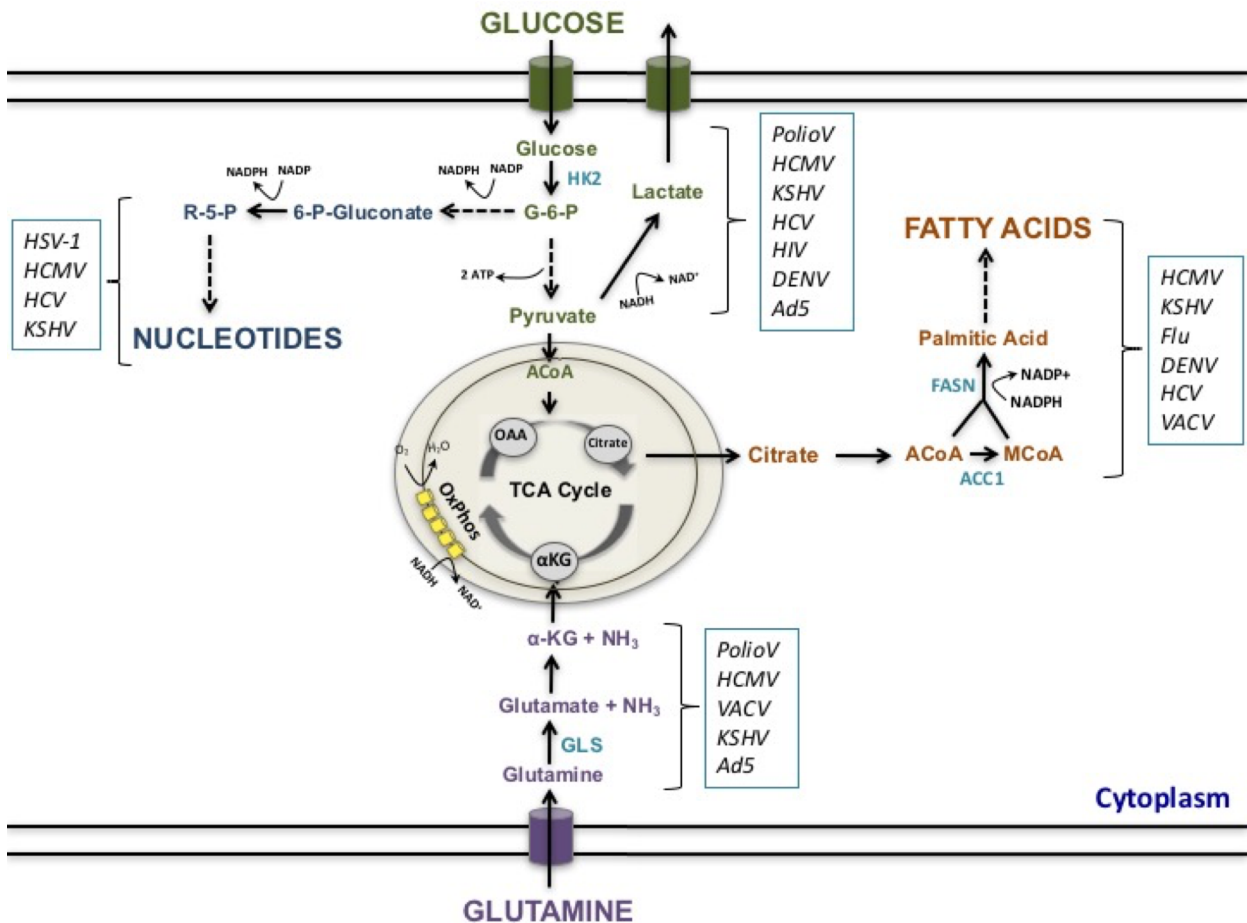 GLUCOSE
Glucose
HK2
NADPH NADP
NADPH NADP
R-5-P
6-P-Gluconate
G-6-P
Lactate
2 ATP
NADH
NAD⁺
Pyruvate
NUCLEOTIDES
HSV-1
HCMV
HCV
KSHV
PolioV
HCMV
KSHV
HCV
HIV
DENV
Ad5
FATTY ACIDS
Palmitic Acid
FASN
NADP+
NADPH
ACoA
MCoA
ACC1
HCMV
KSHV
Flu
DENV
HCV
VACV
ACoA
OAA
Citrate
TCA Cycle
αKG
O₂
H₂O
OxPhos
NADH
NAD⁺
Citrate
α-KG + NH₃
Glutamate + NH₃
GLS
Glutamine
PolioV
HCMV
VACV
KSHV
Ad5
Cytoplasm
GLUTAMINE